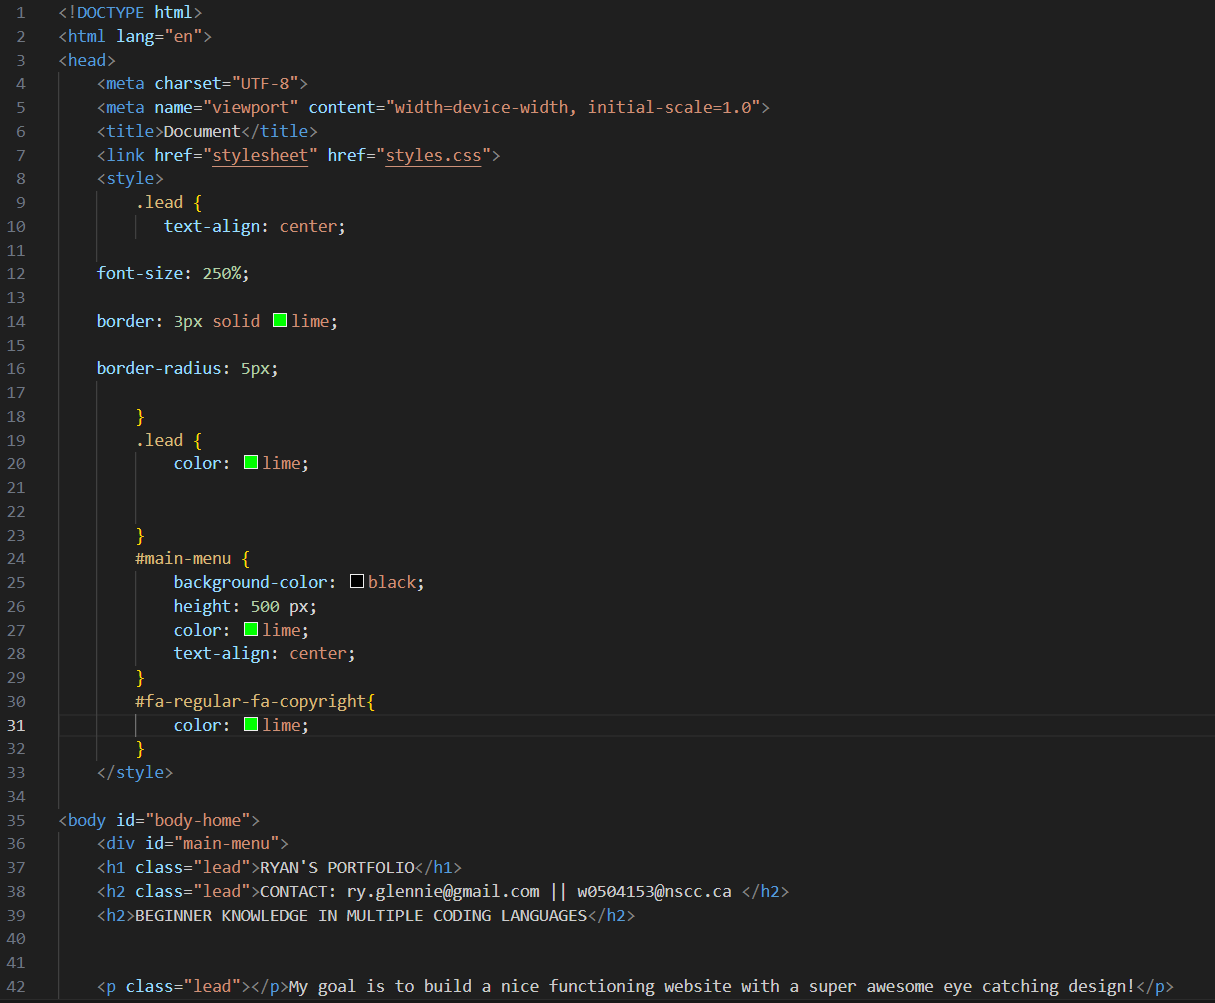 1 <!DOCTYPE html>
2 <html lang="en">
3 <head>
4 <meta charset="UTF-8">
5 <meta name="viewport" content="width=device-width, initial-scale=1.0">
6 <title>Document</title>
7 <link href="stylesheet" href="styles.css">
8 <style>
9 .lead {
10 text-align: center;
11
12 font-size: 250%;
13
14 border: 3px solid lime;
15
16 border-radius: 5px;
17
18 }
19 .lead {
20 color: lime;
21
22
23 }
24 #main-menu {
25 background-color: black;
26 height: 500 px;
27 color: lime;
28 text-align: center;
29 }
30 #fa-regular-fa-copyright{
31 color: lime;
32 }
33 </style>
34
35 <body id="body-home">
36 <div id="main-menu">
37 <h1 class="lead">RYAN'S PORTFOLIO</h1>
38 <h2 class="lead">CONTACT: ry.glennie@gmail.com || w0504153@nscc.ca </h2>
39 <h2>BEGINNER KNOWLEDGE IN MULTIPLE CODING LANGUAGES</h2>
40
41
42 <p class="lead"></p>My goal is to build a nice functioning website with a super awesome eye catching design!</p>